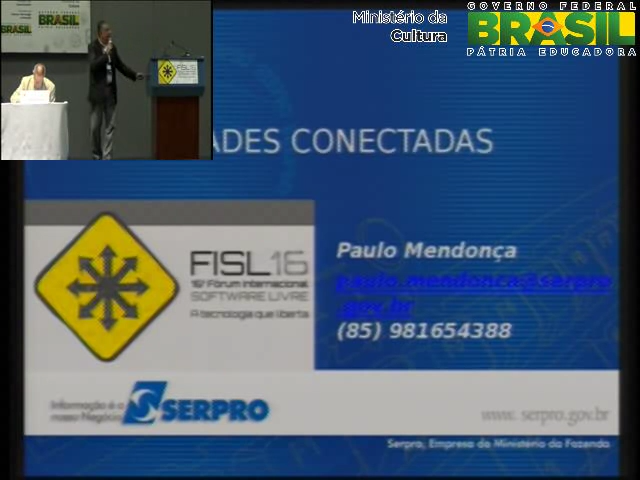 Ministério da
Cultura
GOVERNO FEDERAL
BRASIL
PÁTRIA EDUCADORA
BRASIL
FISL16
ADES CONECTADAS
FISL16
16º Fórum Internacional
SOFTWARE LIVRE
A tecnologia que liberta
Paulo Mendonça
paulo.mendonca@serpro
.gov.br
(85) 981654388
Informação é o
nosso Negócio
SERPRO
www.serpro.gov.br
Serpro, Empresa do Ministério da Fazenda